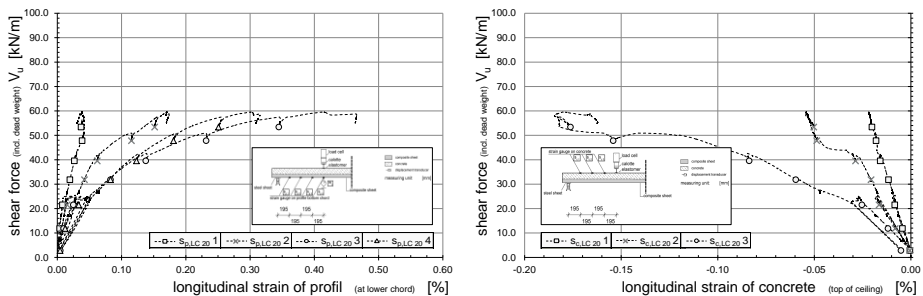 100.0
90.0
80.0
70.0
60.0
50.0
40.0
30.0
20.0
10.0
0.0
shear force (incl. dead weight) Vu [kN/m]
strain gauge on profile bottom sheet
load cell
calotte
elastomer
composite sheet
concrete
displacement transducer
measuring unit: [mm]
steel sheet
composite sheet
195 195
195 195
Sp,LC 20 1 Sp,LC 20 2 Sp,LC 20 3 Sp,LC 20 4
0.00 0.10 0.20 0.30 0.40 0.50 0.60
longitudinal strain of profil (at lower chord) [%]
100.0
90.0
80.0
70.0
60.0
50.0
40.0
30.0
20.0
10.0
0.0
shear force (incl. dead weight) Vu [kN/m]
strain gauge on concrete
load cell
calotte
elastomer
composite sheet
concrete
displacement transducer
measuring unit: [mm]
steel sheet
composite sheet
195 195
195 195
Sc,LC 20 1 Sc,LC 20 2 Sc,LC 20 3
-0.20 -0.15 -0.10 -0.05 0.00
longitudinal strain of concrete (top of ceiling) [%]